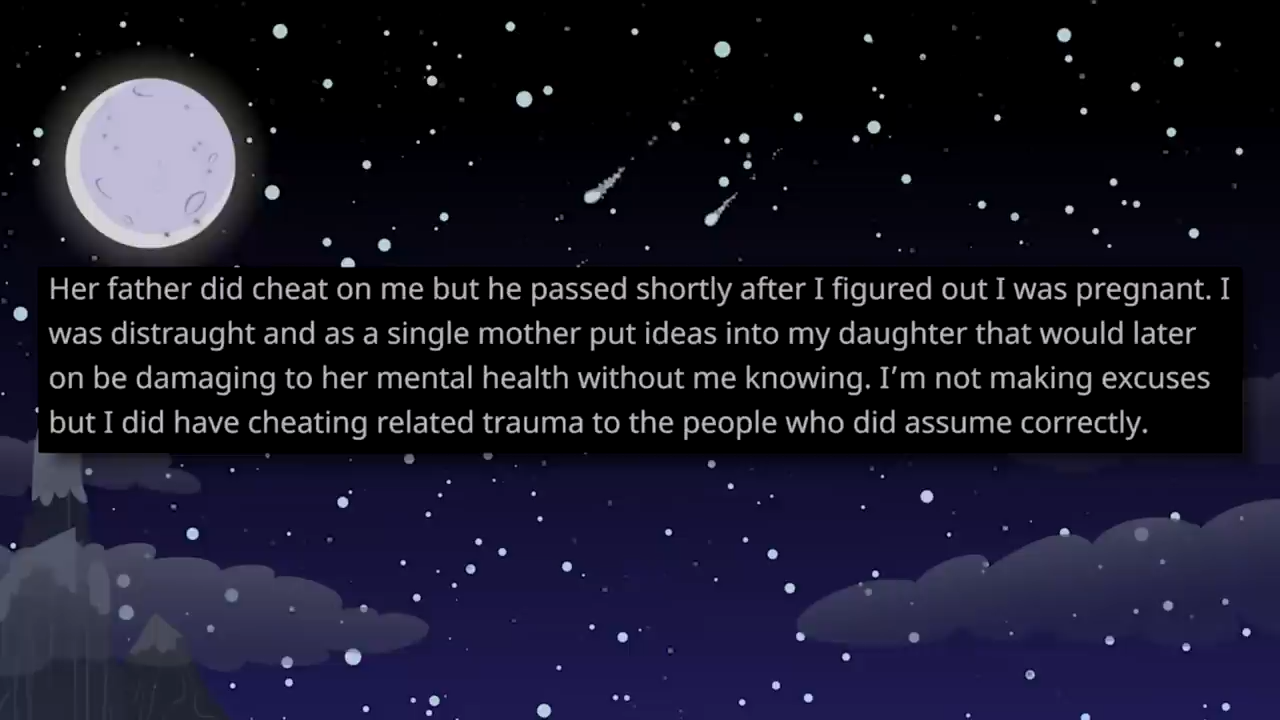 Her father did cheat on me but he passed shortly after I figured out I was pregnant. I
was distraught and as a single mother put ideas into my daughter that would later
on be damaging to her mental health without me knowing. I’m not making excuses
but I did have cheating related trauma to the people who did assume correctly.